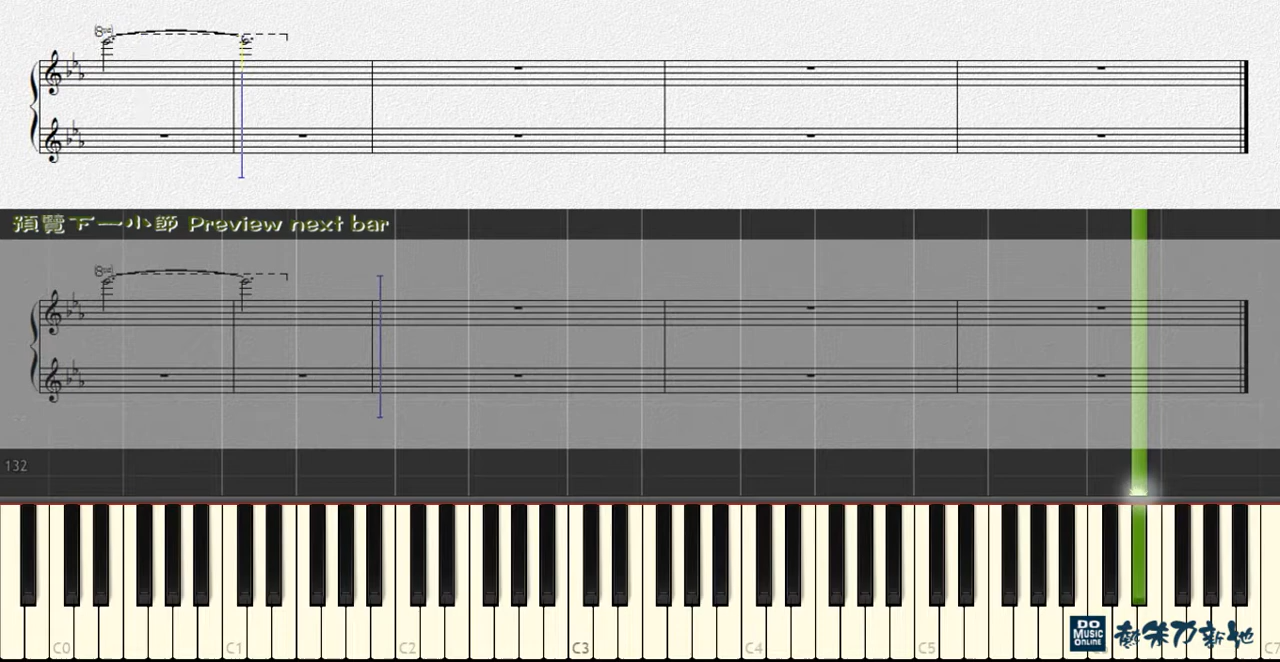 8va
預覽下一小節 Preview next bar
8va
132
C0 C1 C2 C3 C4 C5 C7
DO
MUSIC
ONLINE